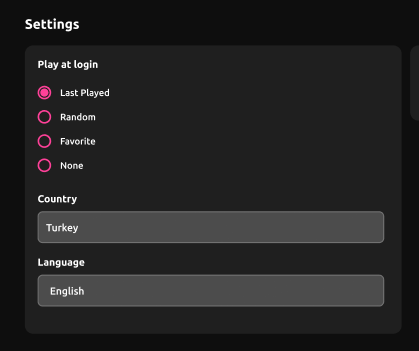 Settings
Play at login
Last Played
Random
Favorite
None
Country
Turkey
Language
English